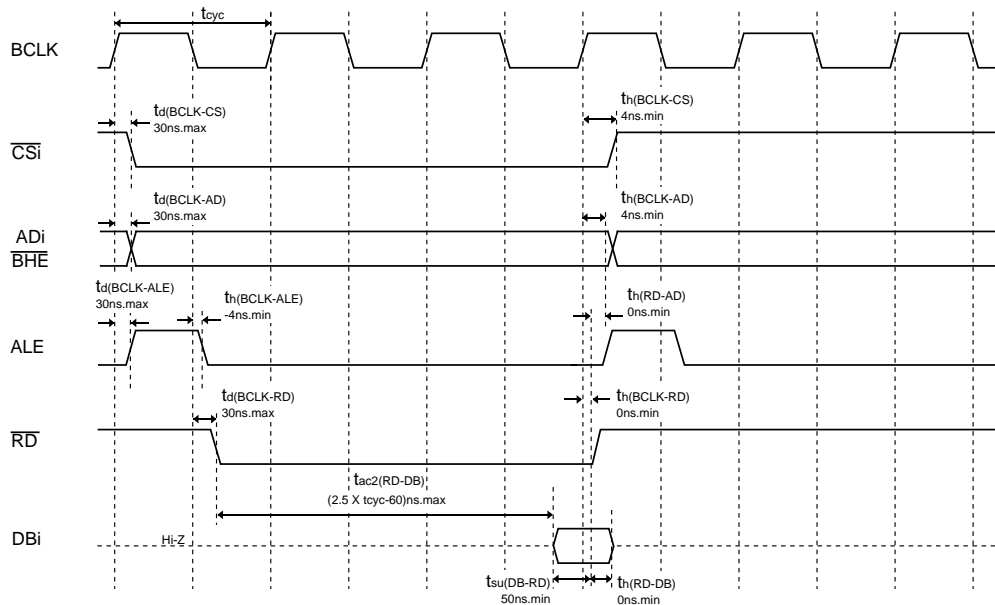 tcyc
BCLK
td(BCLK-CS)
30ns.max
th(BCLK-CS)
4ns.min
CSi
td(BCLK-AD)
30ns.max
th(BCLK-AD)
4ns.min
ADi
BHE
td(BCLK-ALE)
30ns.max
th(BCLK-ALE)
-4ns.min
th(RD-AD)
0ns.min
ALE
td(BCLK-RD)
30ns.max
th(BCLK-RD)
0ns.min
RD
tac2(RD-DB)
(2.5 X tcyc-60)ns.max
DBi
Hi-Z
tsu(DB-RD)
50ns.min
th(RD-DB)
0ns.min